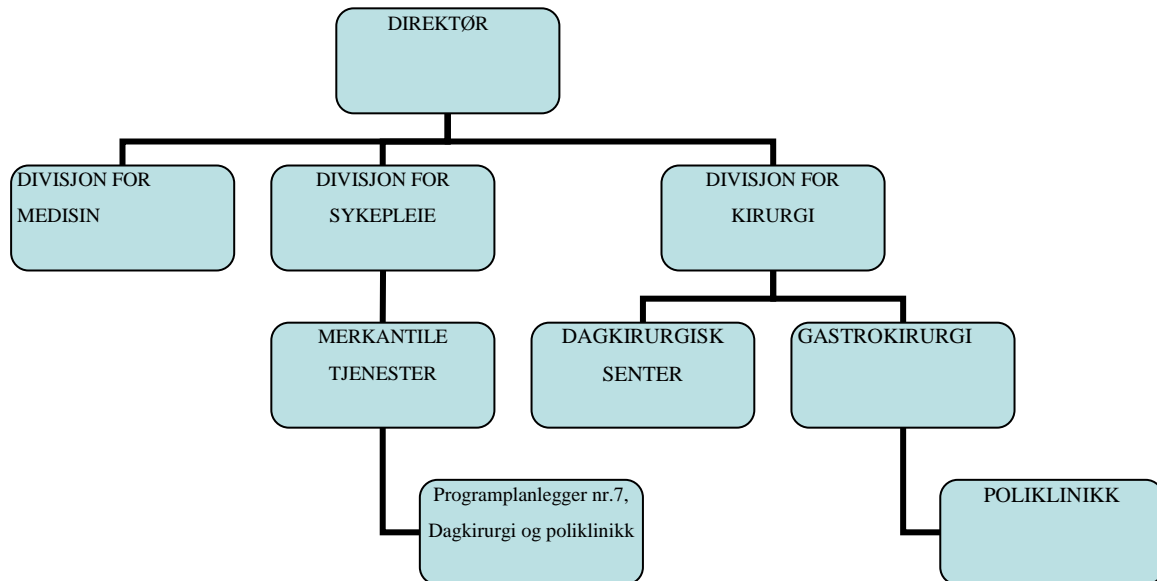 DIREKTØR
DIVISJON FOR
MEDISIN
DIVISJON FOR
SYKEPLEIE
DIVISJON FOR
KIRURGI
MERKANTILE
TJENESTER
DAGKIRURGISK
SENTER
GASTROKIRURGI
Programplanlegger nr.7,
Dagkirurgi og poliklinikk
POLIKLINIKK